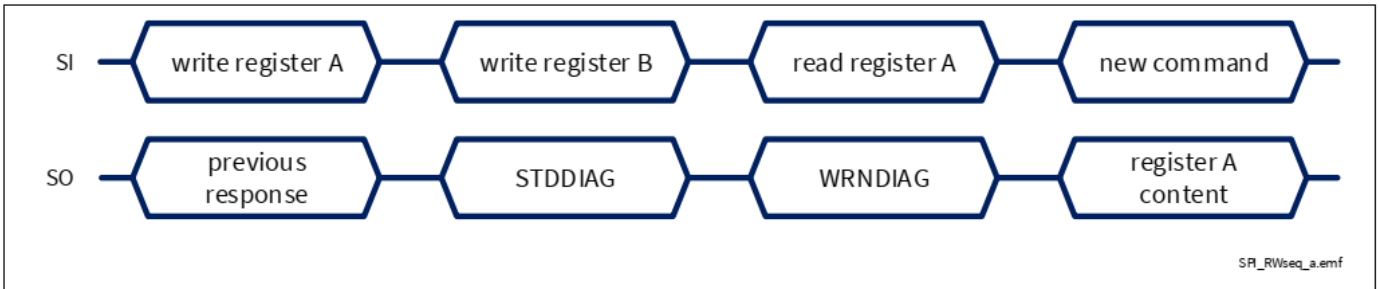 SI
write register A
write register B
read register A
new command
SO
previous
response
STDDIAG
WRNDIAG
register A
content
SPI_RWseq_a.emf